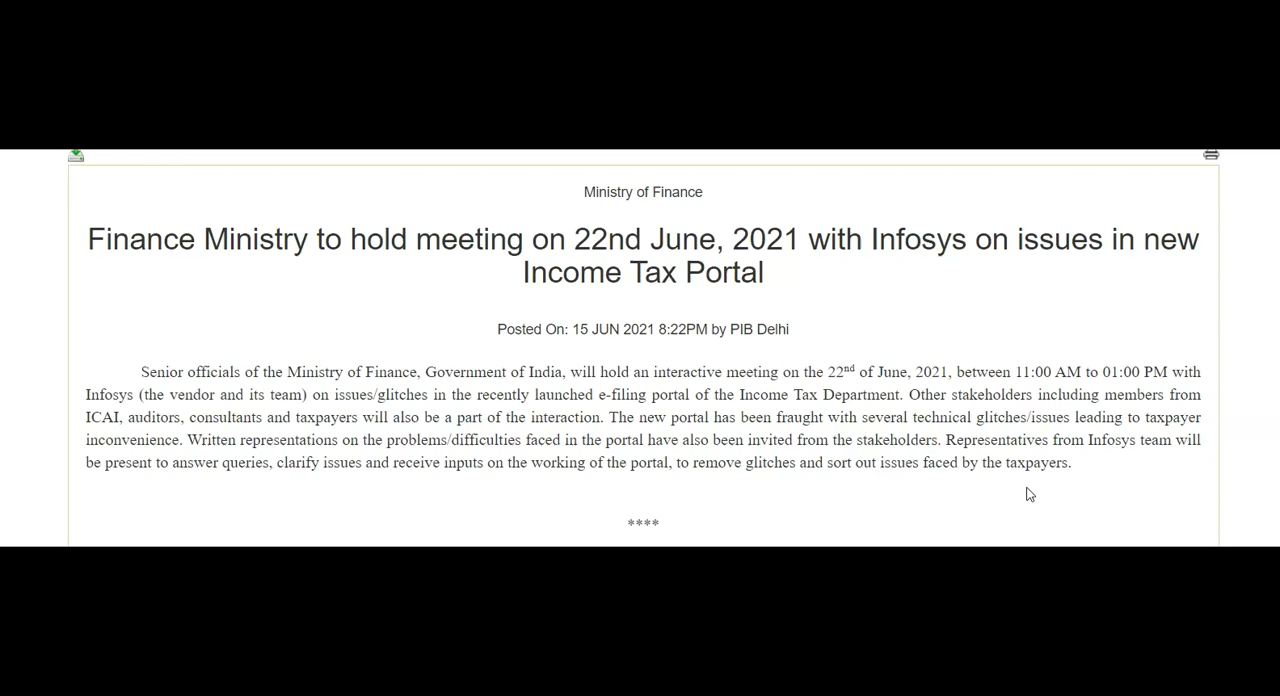 Ministry of Finance
Finance Ministry to hold meeting on 22nd June, 2021 with Infosys on issues in new
Income Tax Portal
Posted On: 15 JUN 2021 8:22PM by PIB Delhi
Senior officials of the Ministry of Finance, Government of India, will hold an interactive meeting on the 22nd of June, 2021, between 11:00 AM to 01:00 PM with
Infosys (the vendor and its team) on issues/glitches in the recently launched e-filing portal of the Income Tax Department. Other stakeholders including members from
ICAI, auditors, consultants and taxpayers will also be a part of the interaction. The new portal has been fraught with several technical glitches/issues leading to taxpayer
inconvenience. Written representations on the problems/difficulties faced in the portal have also been invited from the stakeholders. Representatives from Infosys team will
be present to answer queries, clarify issues and receive inputs on the working of the portal, to remove glitches and sort out issues faced by the taxpayers.
****